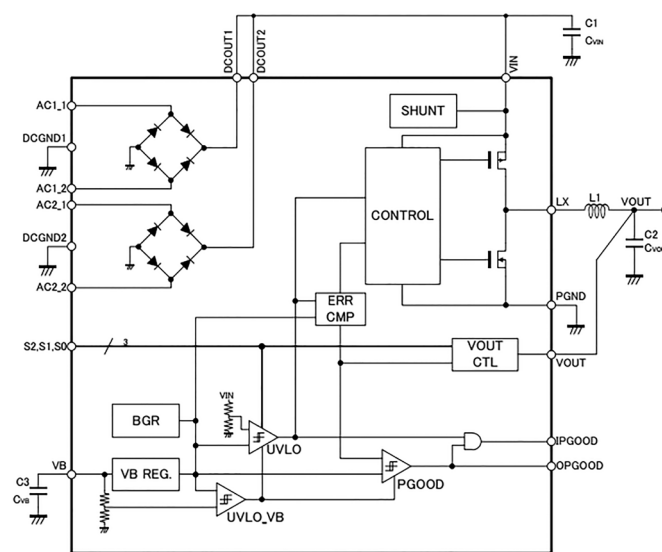 C1
CVIN
DCOUT1
DCOUT2
VIN
AC1_1
SHUNT
DCGND1
AC1_2
AC2_1
CONTROL
LX
L1
VOUT
DCGND2
C2
AC2_2
ERR
CMP
PGND
S2,S1,S0
3
VOUT
CTL
VOUT
VIN
BGR
UVLO
IPGOOD
VB
VB REG.
OPGOOD
C3
CVB
PGOOD
UVLO_VB